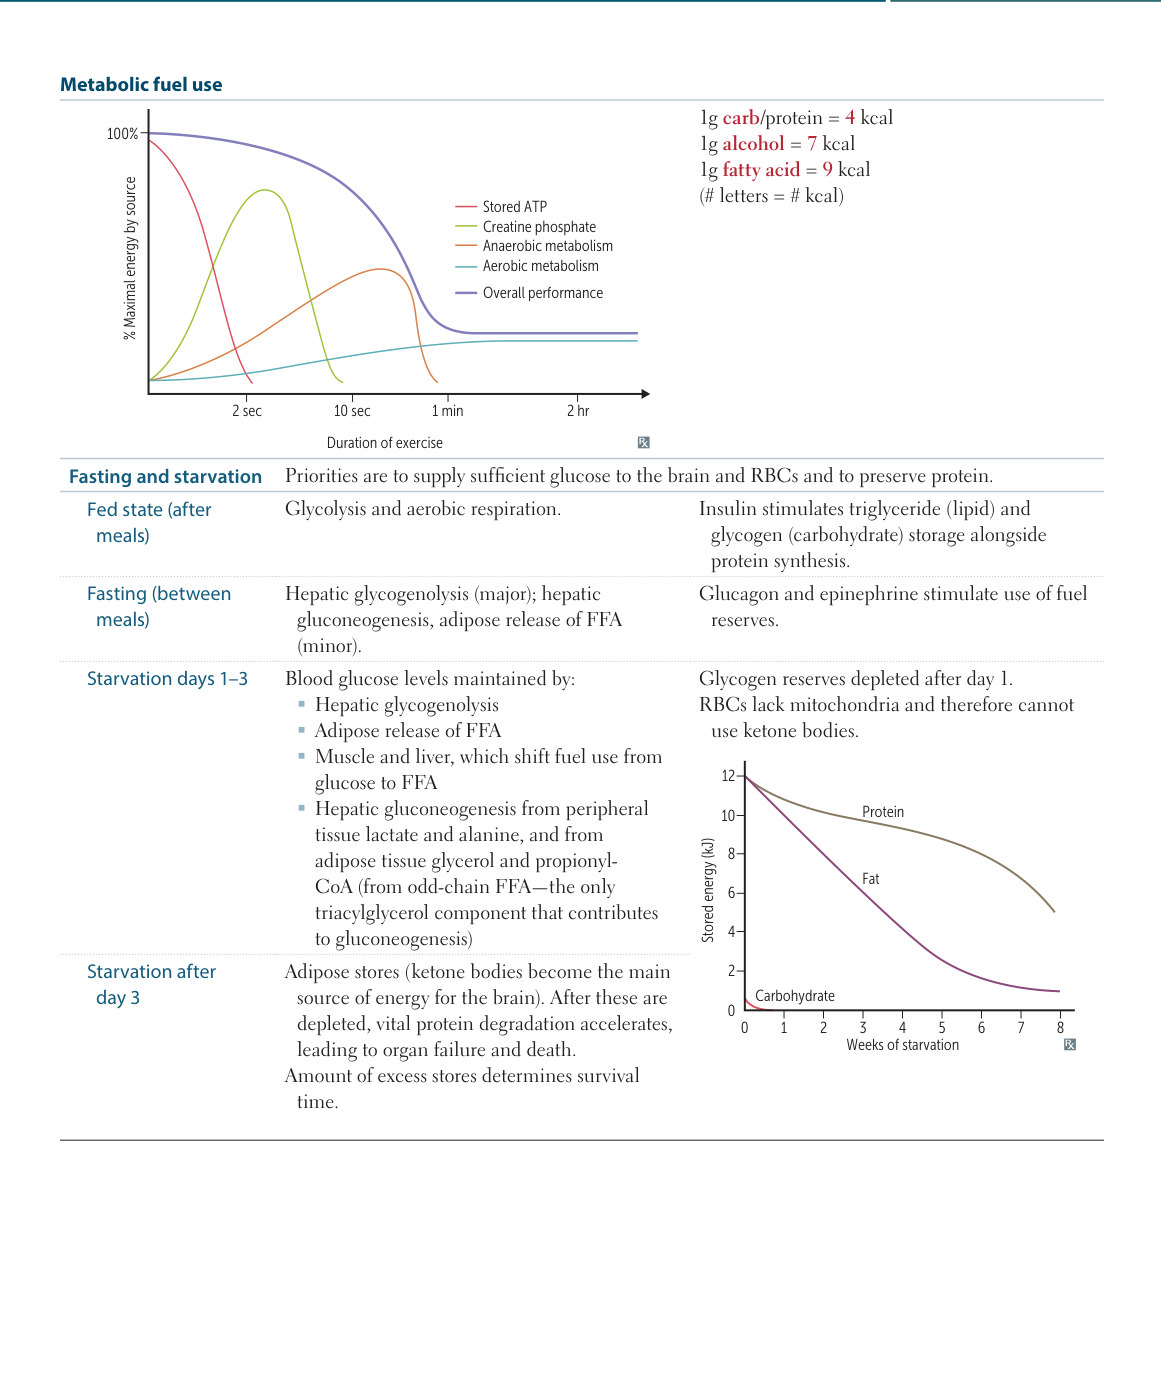 Metabolic fuel use
100%
% Maximal energy by source
Stored ATP
Creatine phosphate
Anaerobic metabolism
Aerobic metabolism
Overall performance
2 sec 10 sec 1 min 2 hr
Duration of exercise
Rx
1g carb/protein = 4 kcal
1g alcohol = 7 kcal
1g fatty acid = 9 kcal
(# letters = # kcal)
Fasting and starvation
Priorities are to supply sufficient glucose to the brain and RBCs and to preserve protein.
Fed state (after
meals)
Glycolysis and aerobic respiration.
Insulin stimulates triglyceride (lipid) and
glycogen (carbohydrate) storage alongside
protein synthesis.
Fasting (between
meals)
Hepatic glycogenolysis (major); hepatic
gluconeogenesis, adipose release of FFA
(minor).
Glucagon and epinephrine stimulate use of fuel
reserves.
Starvation days 1–3
Blood glucose levels maintained by:
▪ Hepatic glycogenolysis
▪ Adipose release of FFA
▪ Muscle and liver, which shift fuel use from
glucose to FFA
▪ Hepatic gluconeogenesis from peripheral
tissue lactate and alanine, and from
adipose tissue glycerol and propionyl-
CoA (from odd-chain FFA—the only
triacylglycerol component that contributes
to gluconeogenesis)
Glycogen reserves depleted after day 1.
RBCs lack mitochondria and therefore cannot
use ketone bodies.
Starvation after
day 3
Adipose stores (ketone bodies become the main
source of energy for the brain). After these are
depleted, vital protein degradation accelerates,
leading to organ failure and death.
Amount of excess stores determines survival
time.
Stored energy (kJ)
12
10
8
6
4
2
0
Protein
Fat
Carbohydrate
0 1 2 3 4 5 6 7 8
Weeks of starvation
Rx